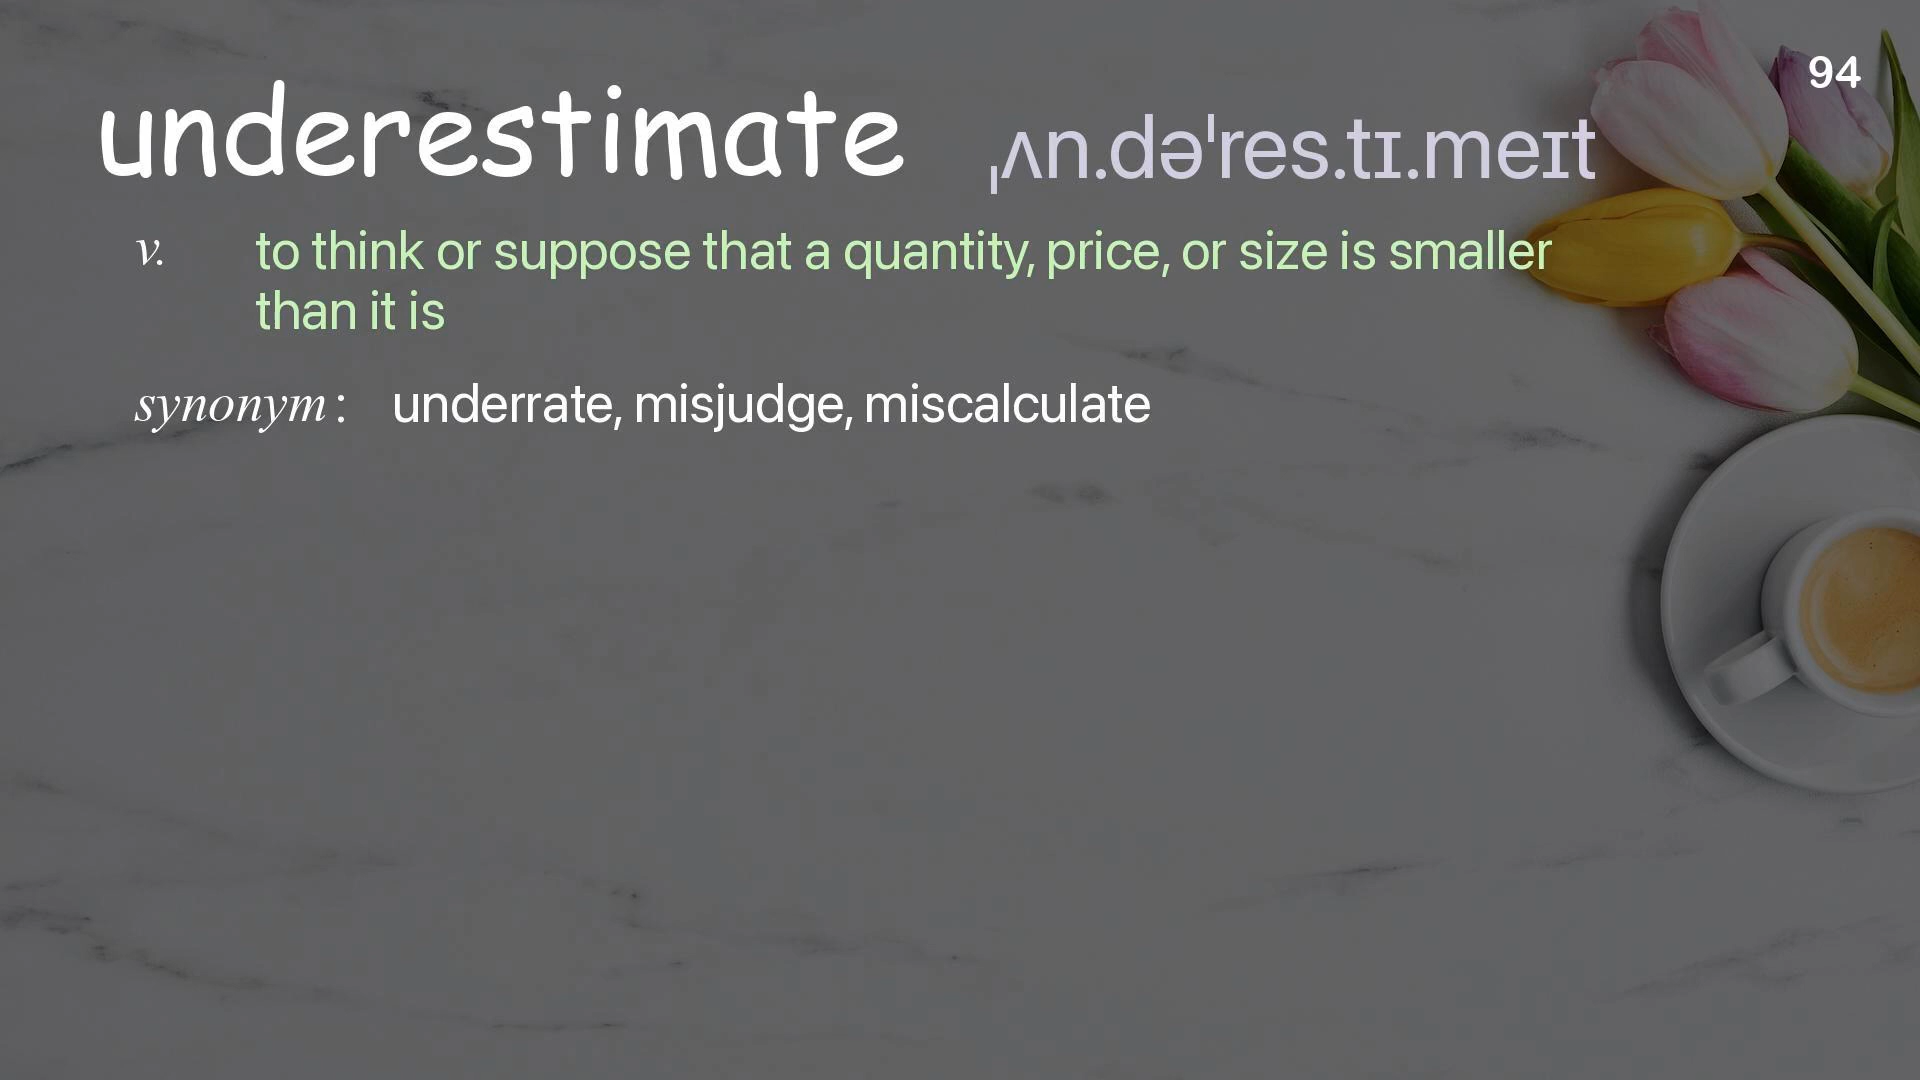 94
underestimate ˌʌn.dəˈres.tɪ.meɪt
v. to think or suppose that a quantity, price, or size is smaller
than it is
synonym : underrate, misjudge, miscalculate